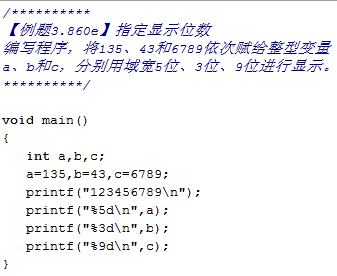 /**********
【例题3.860e】指定显示位数
编写程序，将135、43和6789依次赋给整型变量
a、b和c，分别用域宽5位、3位、9位进行显示。
**********/
void main()
{
int a,b,c;
a=135,b=43,c=6789;
printf("123456789\n");
printf("%5d\n",a);
printf("%3d\n",b);
printf("%9d\n",c);
}